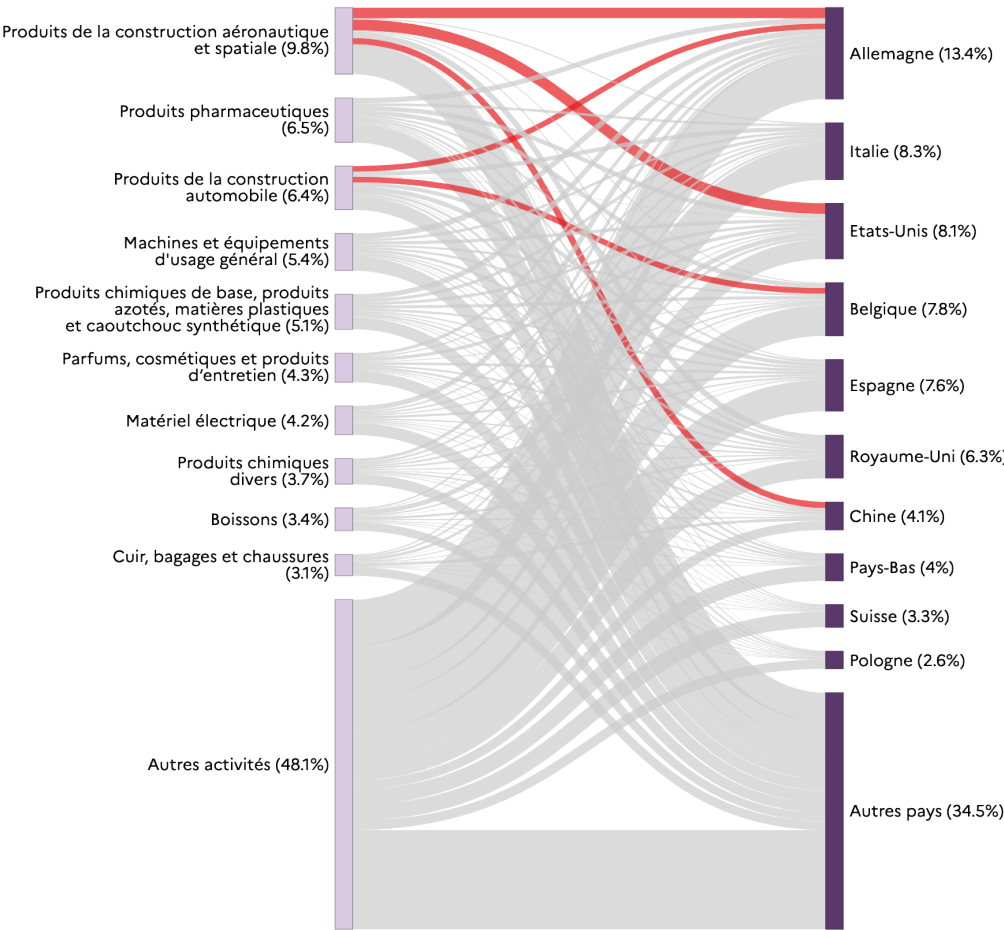 Produits de la construction aéronautique
et spatiale (9.8%)
Produits pharmaceutiques
(6.5%)
Produits de la construction
automobile (6.4%)
Machines et équipements
d'usage général (5.4%)
Produits chimiques de base, produits
azotés, matières plastiques
et caoutchouc synthétique (5.1%)
Parfums, cosmétiques et produits
d’entretien (4.3%)
Matériel électrique (4.2%)
Produits chimiques
divers (3.7%)
Boissons (3.4%)
Cuir, bagages et chaussures
(3.1%)
Autres activités (48.1%)
Allemagne (13.4%)
Italie (8.3%)
Etats-Unis (8.1%)
Belgique (7.8%)
Espagne (7.6%)
Royaume-Uni (6.3%)
Chine (4.1%)
Pays-Bas (4%)
Suisse (3.3%)
Pologne (2.6%)
Autres pays (34.5%)